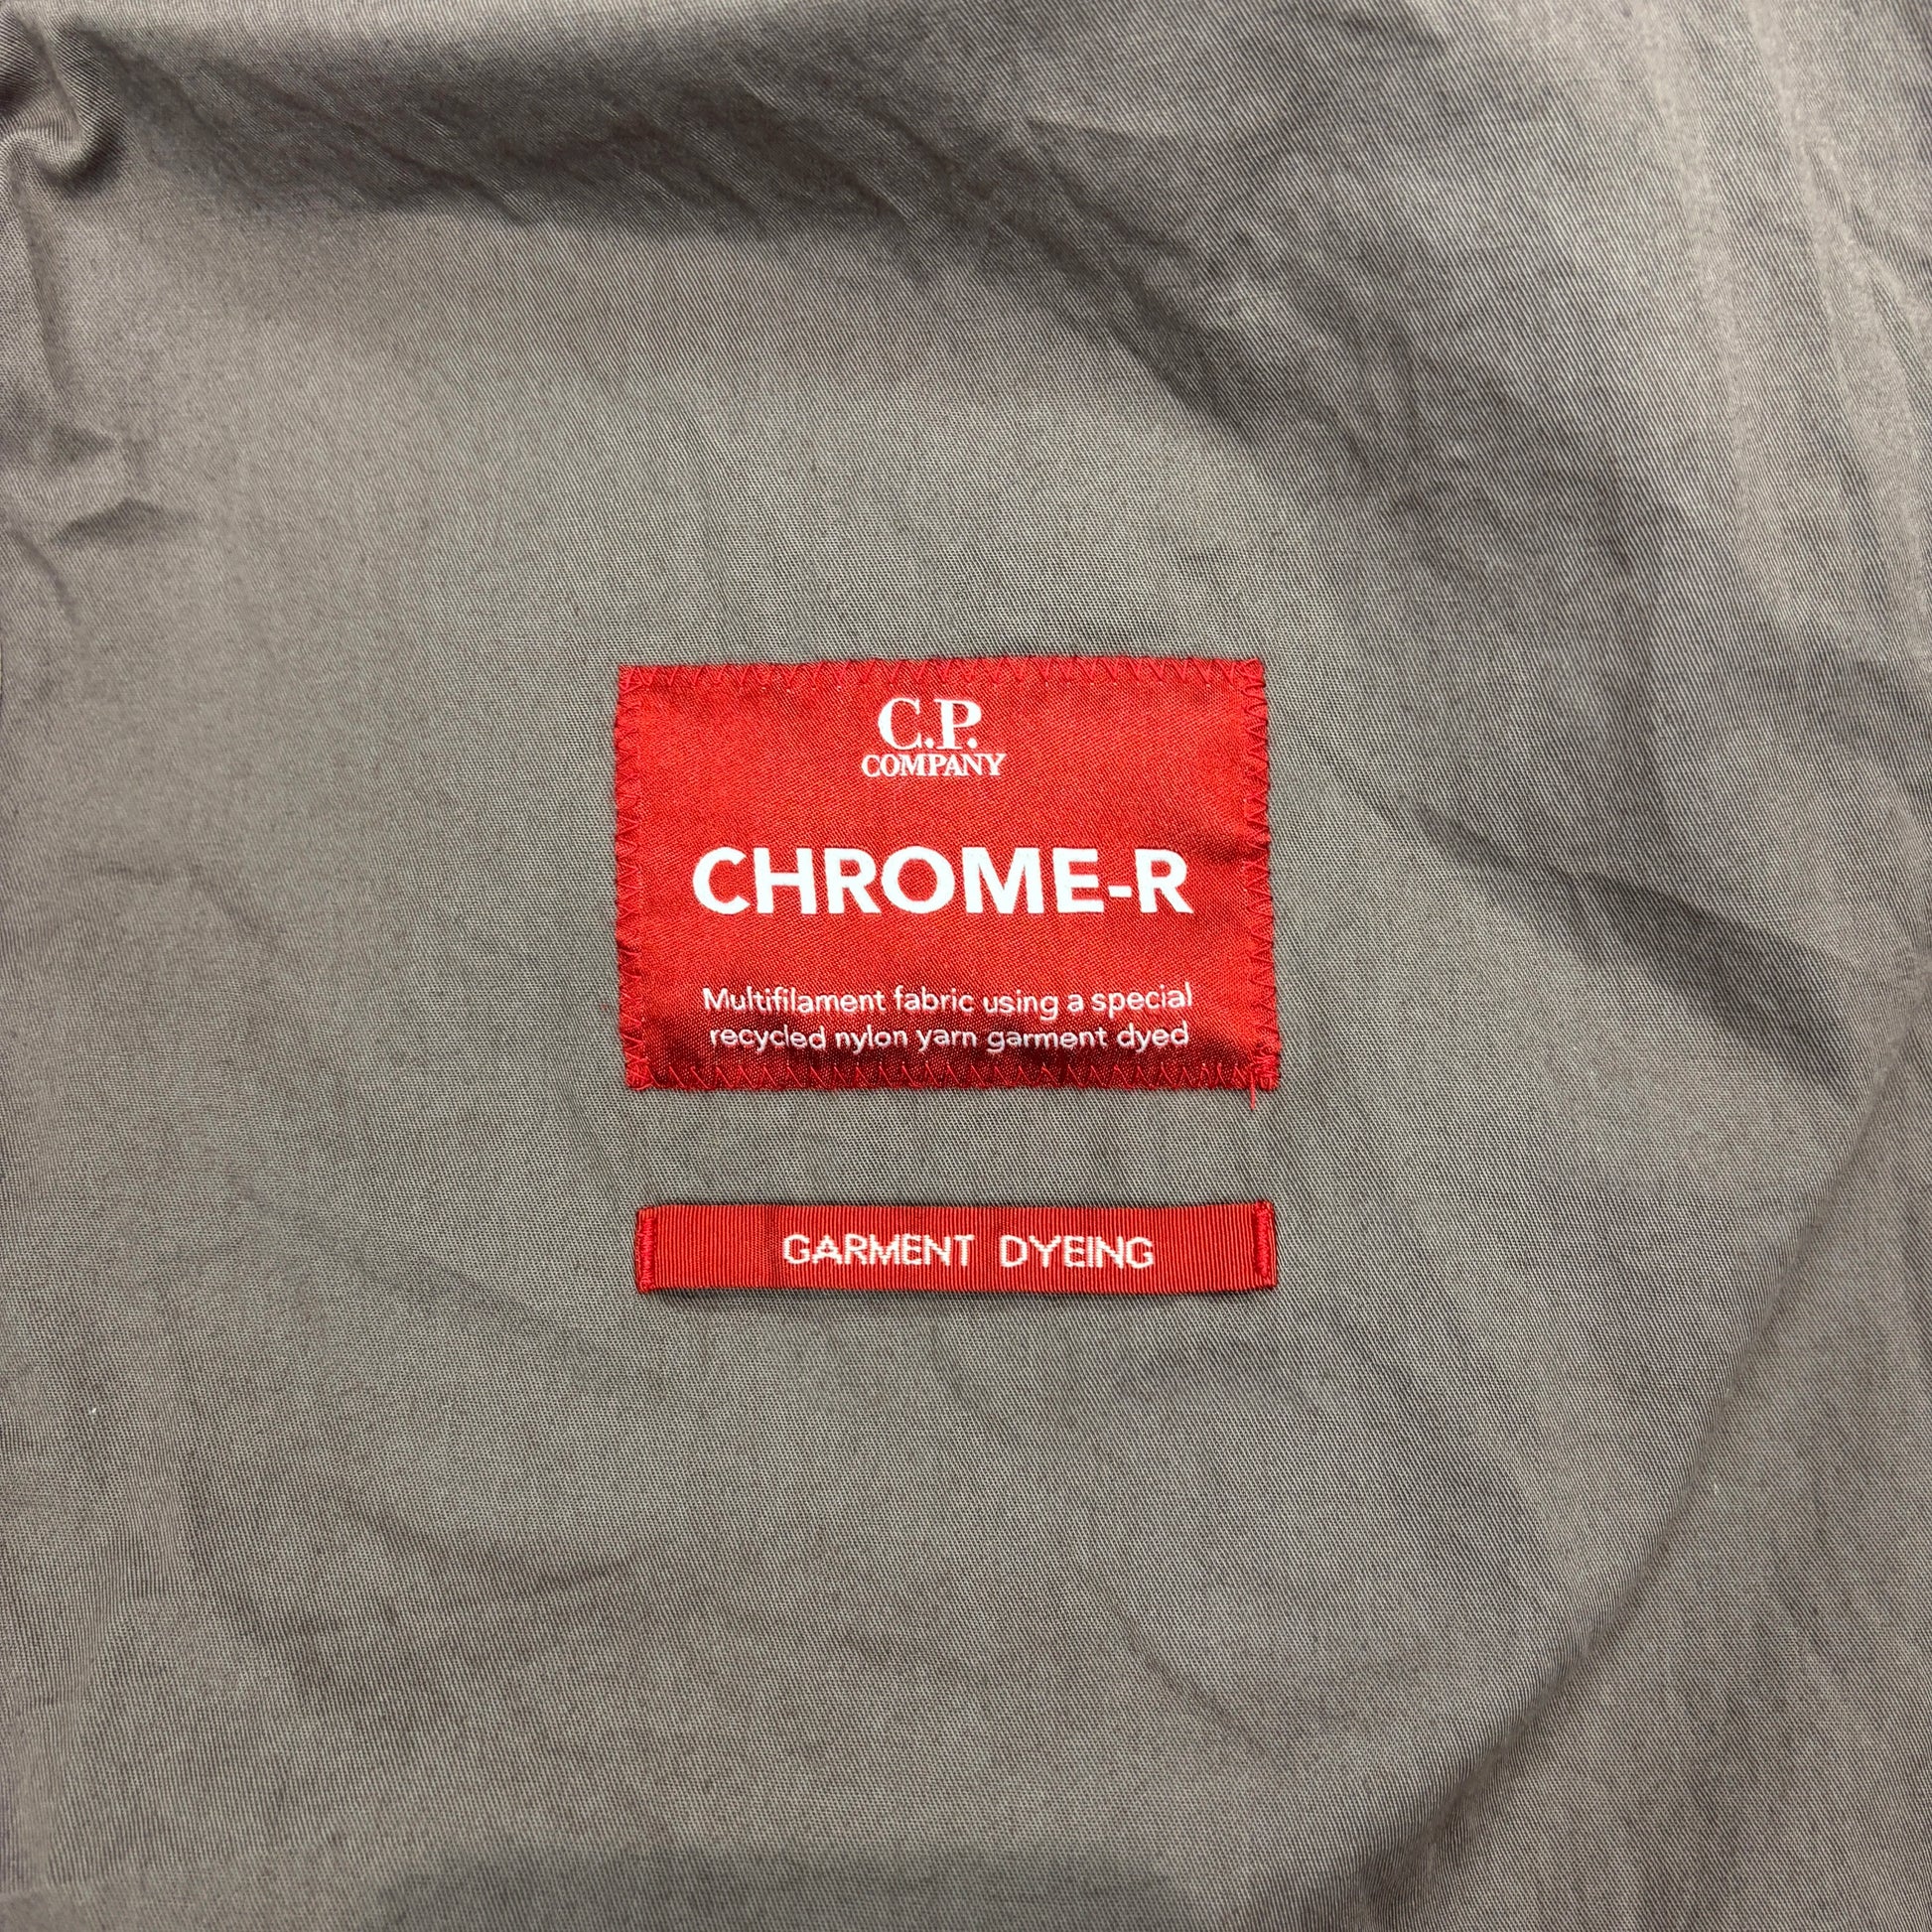 C.P.
COMPANY
CHROME-R
Multifilament fabric using a special
recycled nylon yarn garment dyed
GARMENT DYEING